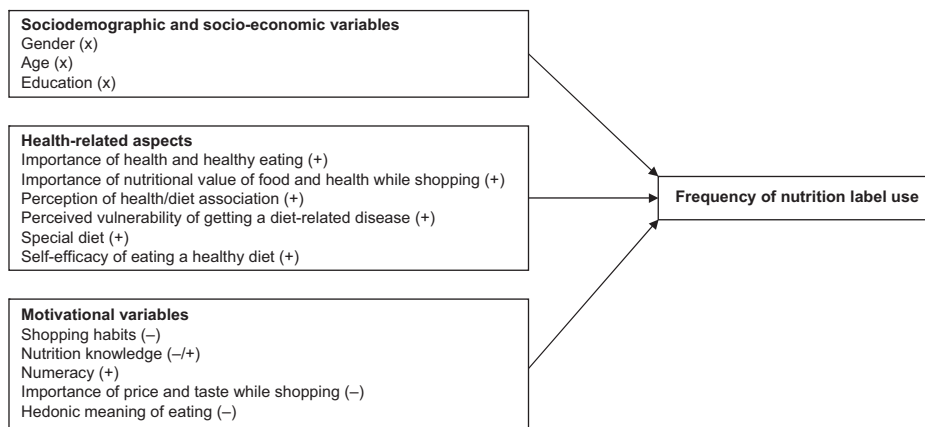 Sociodemographic and socio-economic variables
Gender (x)
Age (x)
Education (x)
Health-related aspects
Importance of health and healthy eating (+)
Importance of nutritional value of food and health while shopping (+)
Perception of health/diet association (+)
Perceived vulnerability of getting a diet-related disease (+)
Special diet (+)
Self-efficacy of eating a healthy diet (+)
Frequency of nutrition label use
Motivational variables
Shopping habits (–)
Nutrition knowledge (–/+)
Numeracy (+)
Importance of price and taste while shopping (–)
Hedonic meaning of eating (–)